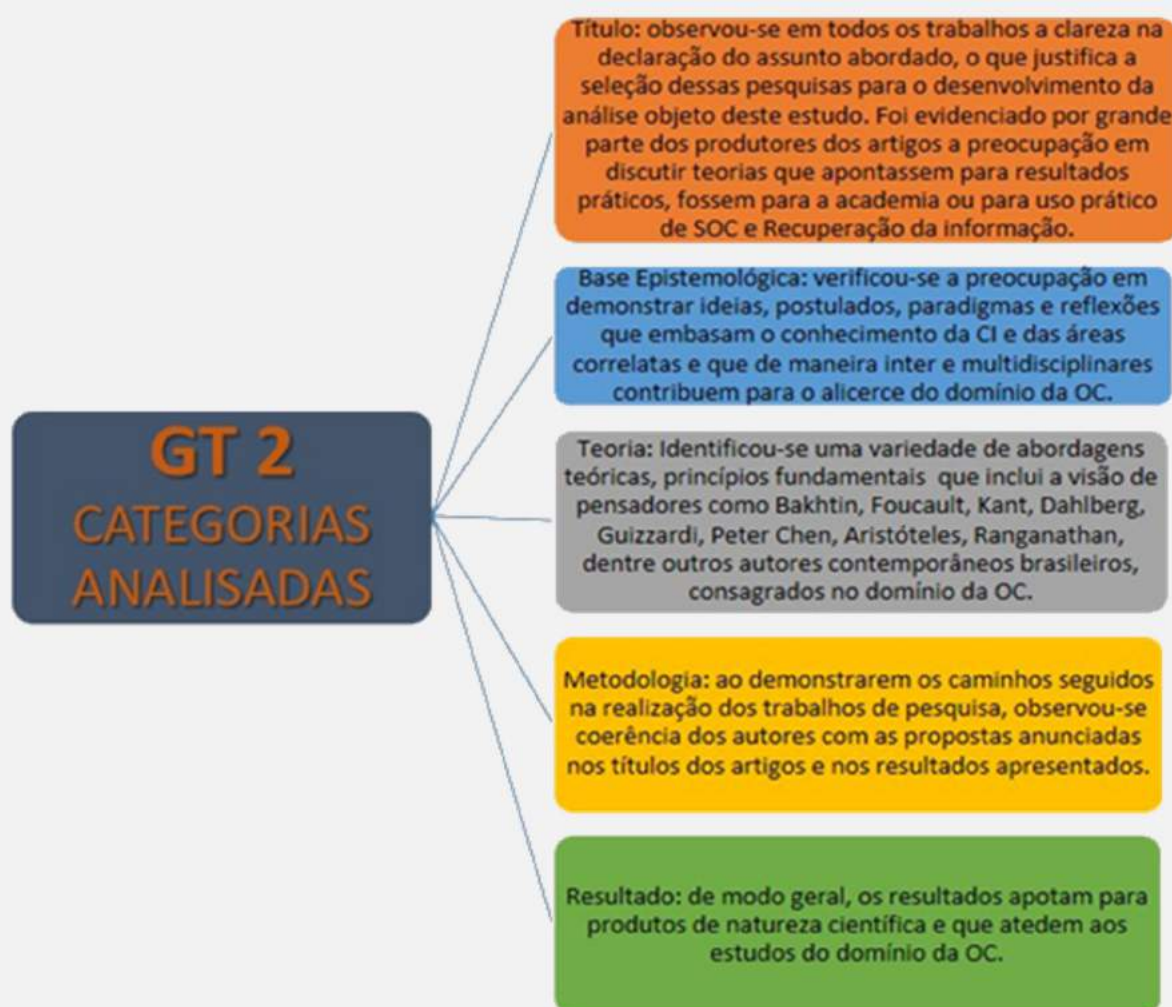 GT 2
CATEGORIAS
ANALISADAS
Título: observou-se em todos os trabalhos a clareza na
declaração do assunto abordado, o que justifica a
seleção dessas pesquisas para o desenvolvimento da
análise objeto deste estudo. Foi evidenciado por grande
parte dos produtores dos artigos a preocupação em
discutir teorias que apontassem para resultados
práticos, fossem para a academia ou para uso prático
de SOC e Recuperação da informação.
Base Epistemológica: verificou-se a preocupação em
demonstrar ideias, postulados, paradigmas e reflexões
que embasam o conhecimento da CI e das áreas
correlatas e que de maneira inter e multidisciplinares
contribuem para o alicerce do domínio da OC.
Teoria: Identificou-se uma variedade de abordagens
teóricas, princípios fundamentais que inclui a visão de
pensadores como Bakhtin, Foucault, Kant, Dahlberg,
Guizzardi, Peter Chen, Aristóteles, Ranganathan,
dentre outros autores contemporâneos brasileiros,
consagrados no domínio da OC.
Metodologia: ao demonstrarem os caminhos seguidos
na realização dos trabalhos de pesquisa, observou-se
coerência dos autores com as propostas anunciadas
nos títulos dos artigos e nos resultados apresentados.
Resultado: de modo geral, os resultados apotam para
produtos de natureza científica e que atedem aos
estudos do domínio da OC.